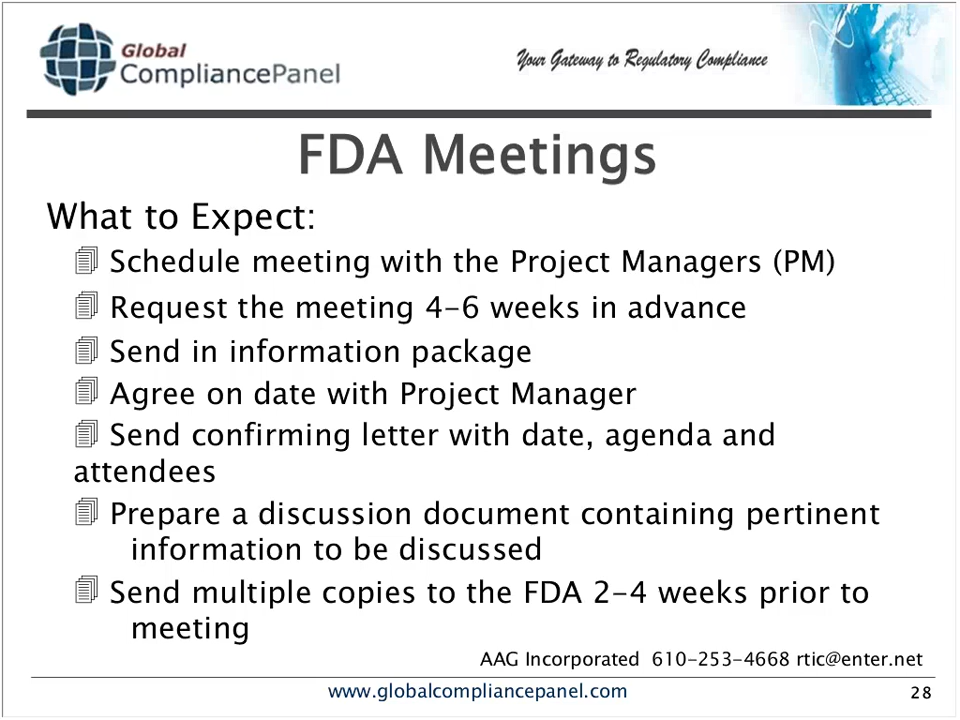 Global
CompliancePanel
Your Gateway to Regulatory Compliance
FDA Meetings
What to Expect:
Schedule meeting with the Project Managers (PM)
Request the meeting 4-6 weeks in advance
Send in information package
Agree on date with Project Manager
Send confirming letter with date, agenda and
attendees
Prepare a discussion document containing pertinent
information to be discussed
Send multiple copies to the FDA 2-4 weeks prior to
meeting
AAG Incorporated 610-253-4668 rtic@enter.net
www.globalcompliancepanel.com
28